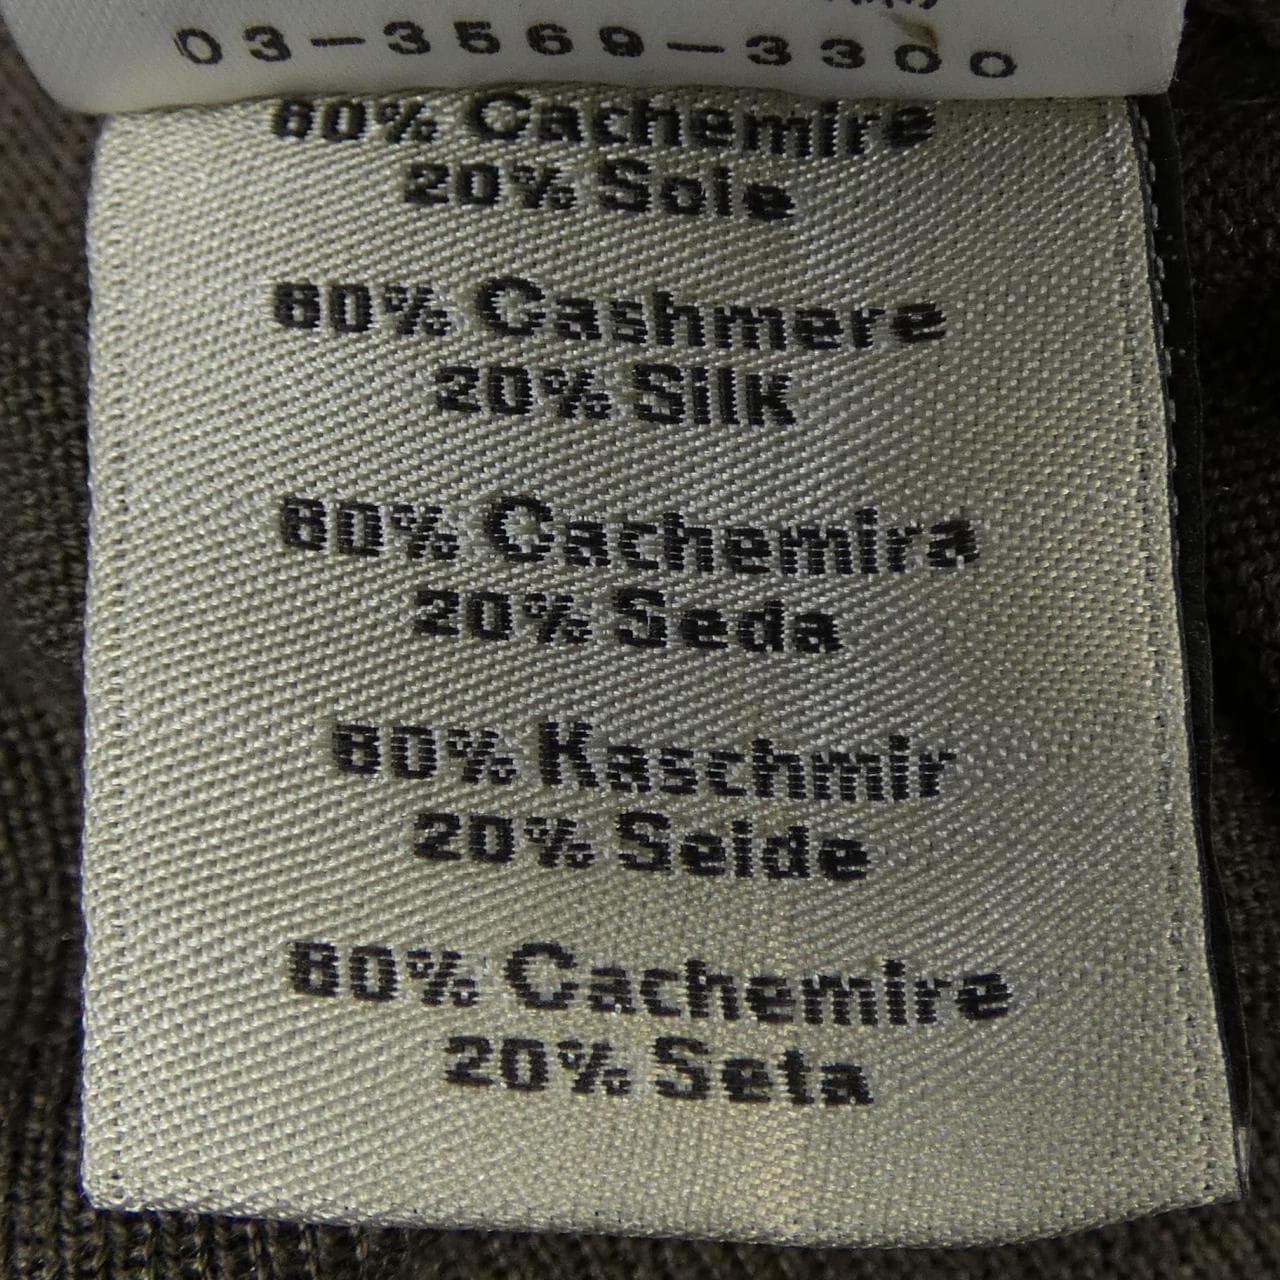 03-3569-3300
80% Cachemire
20% Soie
80% Cashmere
20% Silk
80% Cachemira
20% Seda
80% Kaschmir
20% Seide
80% Cachemire
20% Seta